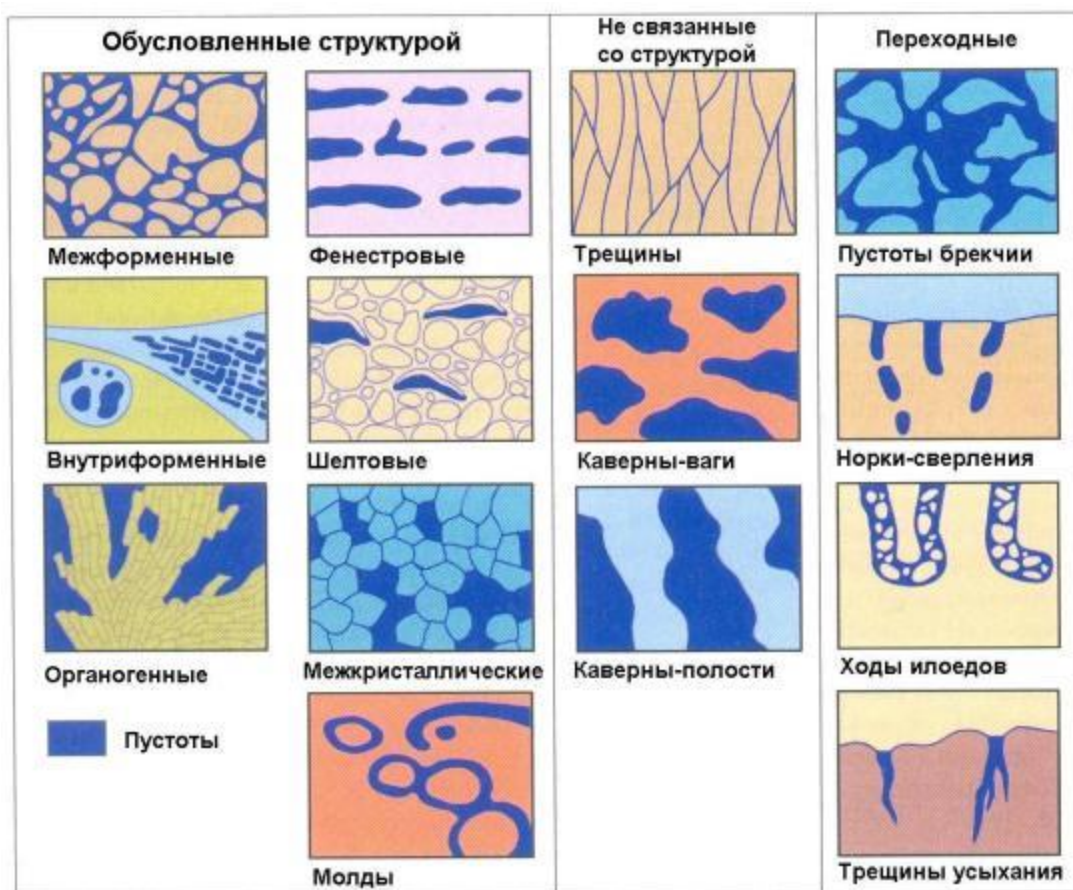 Обусловленные структурой
Межформенные
Фенестровые
Внутриформенные
Шелтовые
Органогенные
Межкристаллические
Пустоты
Молды
Не связанные
со структурой
Трещины
Каверны-ваги
Каверны-полости
Переходные
Пустоты брекчии
Норки-сверления
Ходы илоедов
Трещины усыхания